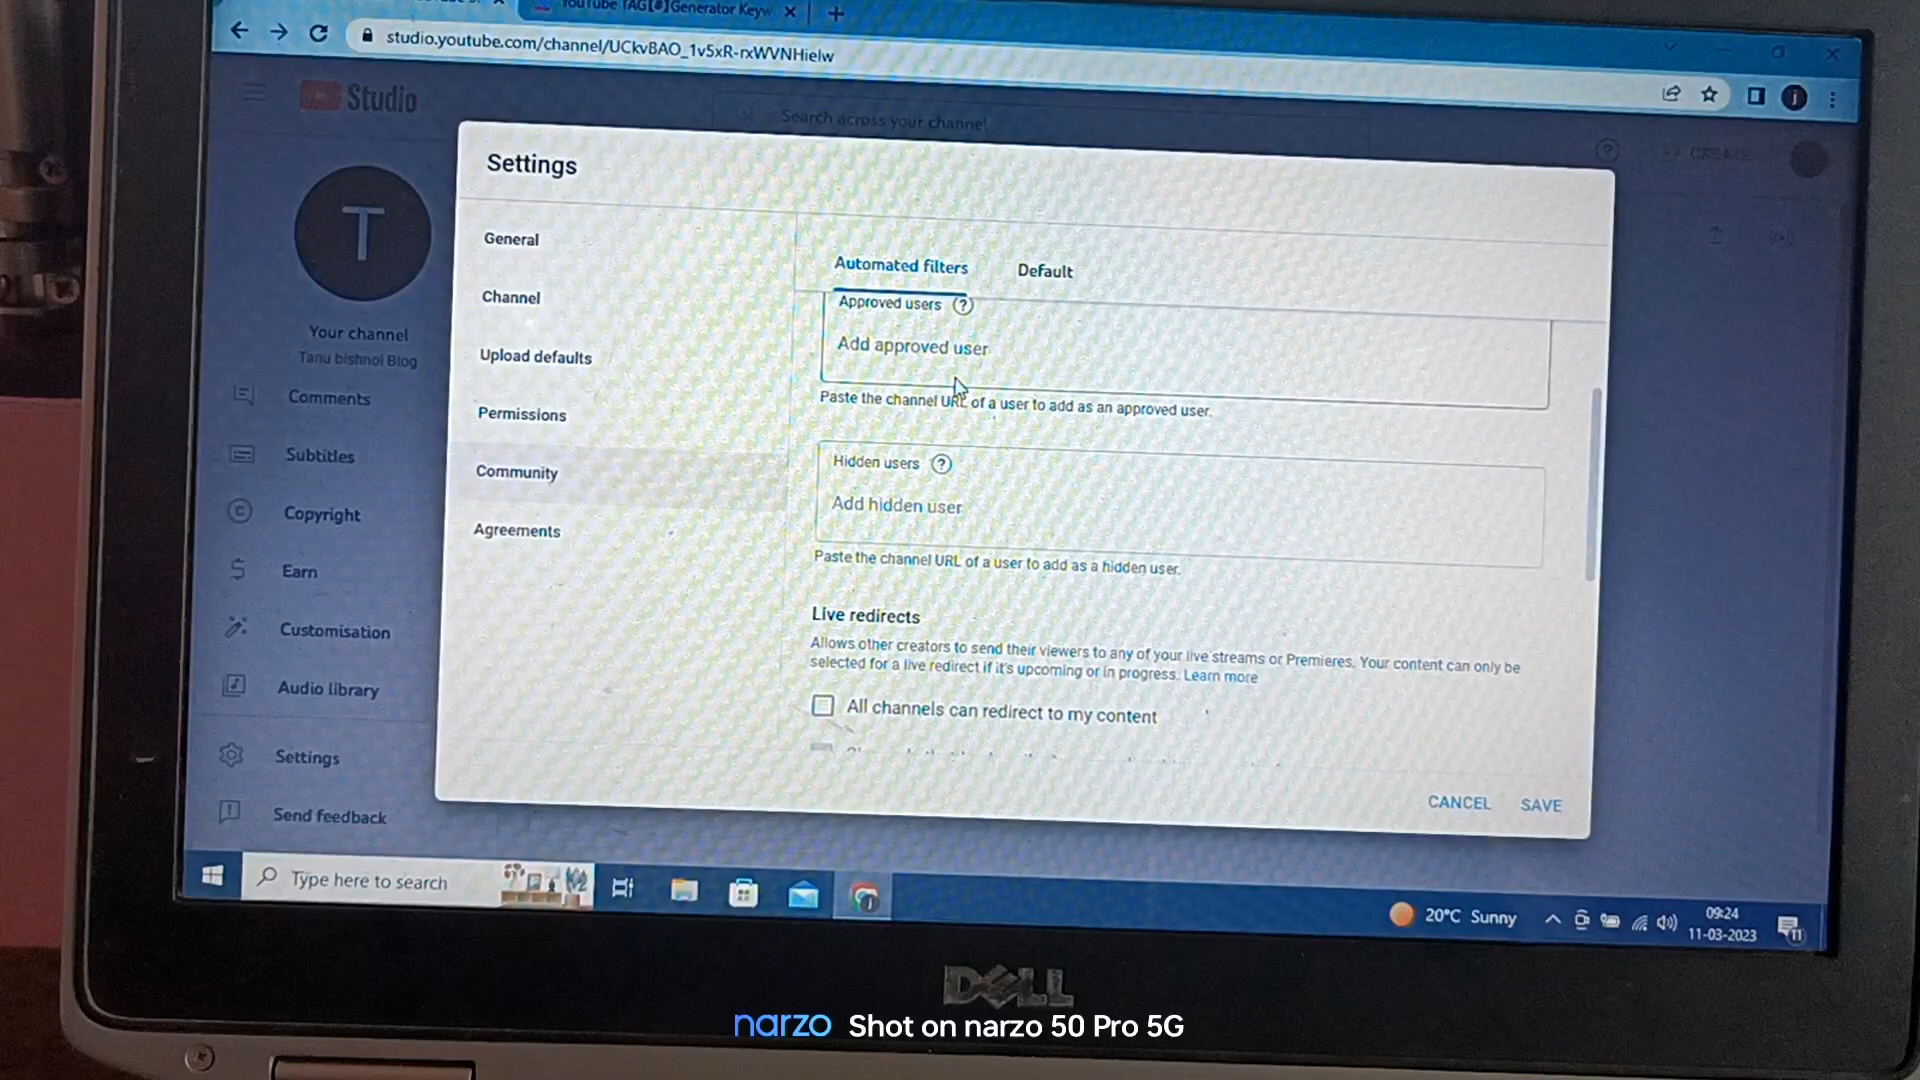 YouTube TAG[#]Generator Keyw
studio.youtube.com/channel/UCkvBAO_1v5xR-rxWVNHielw
Studio
Search across your channel
CREATE
Settings
T
Your channel
Tanu bishnoi Blog
Comments
Subtitles
Copyright
Earn
Customisation
Audio library
Settings
Send feedback
General
Channel
Upload defaults
Permissions
Community
Agreements
Automated filters Default
Approved users ?
Add approved user
Paste the channel URL of a user to add as an approved user.
Hidden users ?
Add hidden user
Paste the channel URL of a user to add as a hidden user.
Live redirects
Allows other creators to send their viewers to any of your live streams or Premieres. Your content can only be
selected for a live redirect if it's upcoming or in progress. Learn more
All channels can redirect to my content
CANCEL SAVE
Type here to search
20°C Sunny
09:24
11-03-2023
11
DELL
narzo Shot on narzo 50 Pro 5G